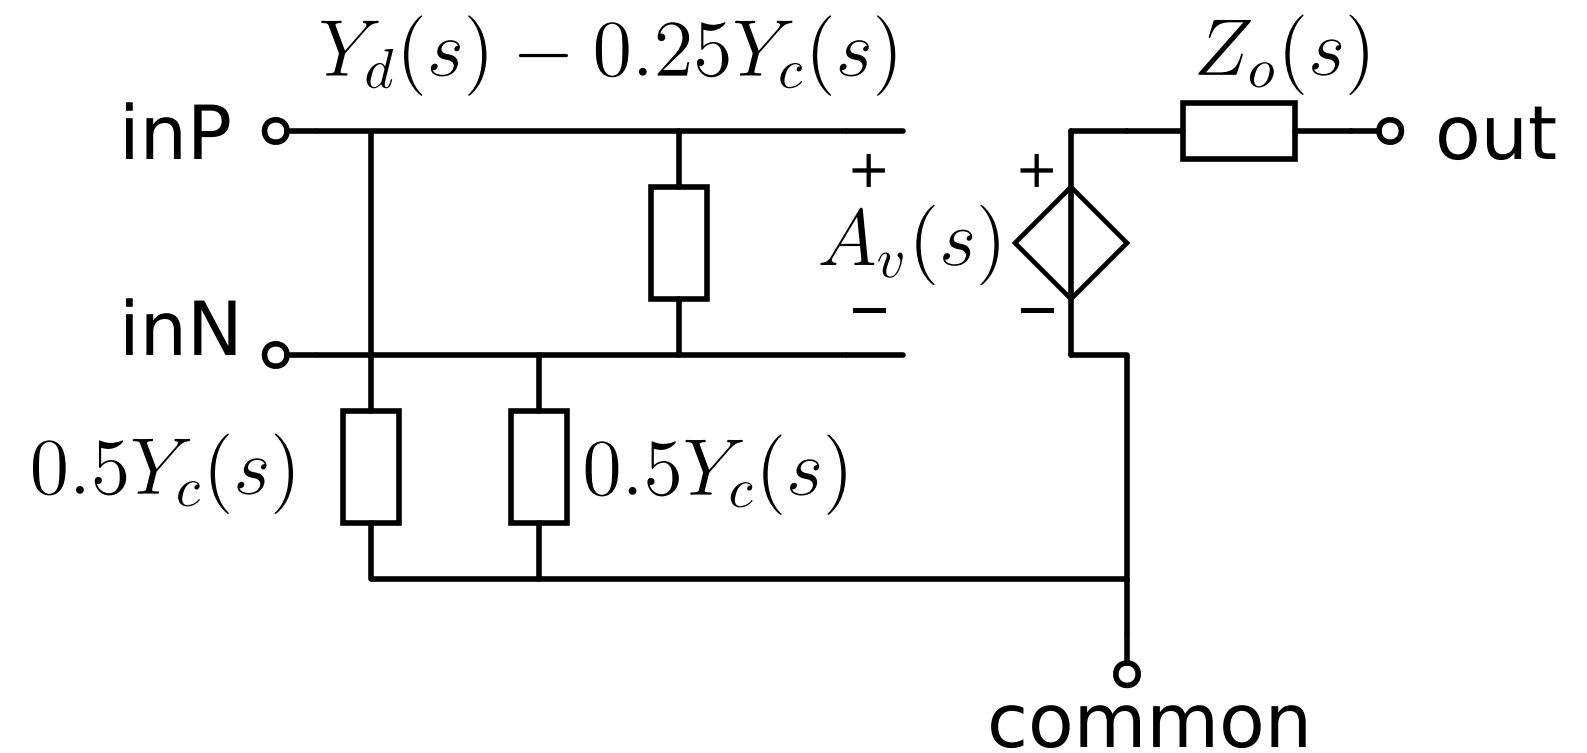 Y_d(s) − 0.25Y_c(s)
Z_o(s)
inP
out
+
+
A_v(s)
−
−
inN
0.5Y_c(s)
0.5Y_c(s)
common